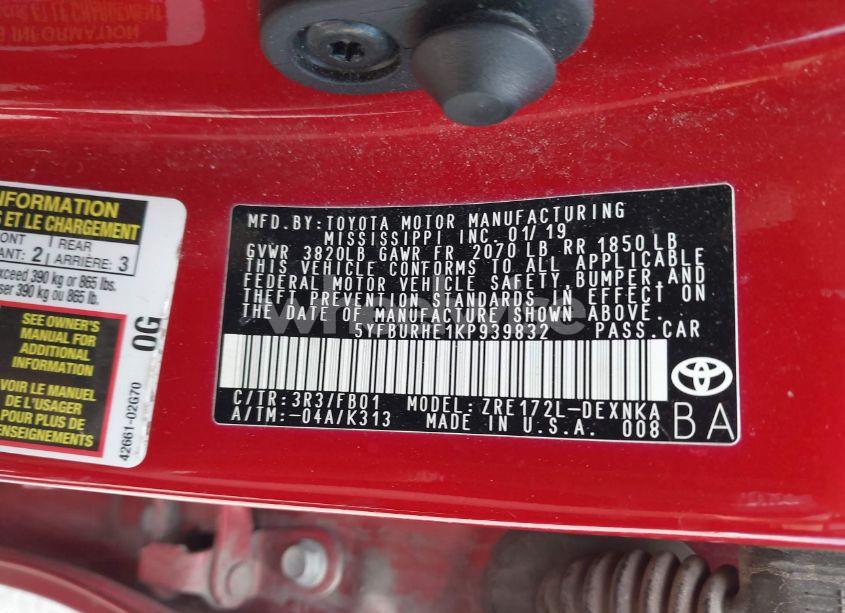 INFORMATION
S ET LE CHARGEMENT
ONT
ANT: 2
REAR
ARRIÈRE: 3
xceed 390 kg or 865 lbs.
ser 390 kg ou 865 lb.
SEE OWNER'S
MANUAL FOR
ADDITIONAL
INFORMATION
VOIR LE MANUEL
DE L'USAGER
POUR PLUS DE
RENSEIGNEMENTS
0G
42661-02G70
MFD.BY:TOYOTA MOTOR MANUFACTURING
MISSISSIPPI INC. 01/19
GVWR 3820LB GAWR FR 2070LB RR 1850LB
THIS VEHICLE CONFORMS TO ALL APPLICABLE
FEDERAL MOTOR VEHICLE SAFETY,BUMPER,AND
THEFT PREVENTION STANDARDS IN EFFECT ON
THE DATE OF MANUFACTURE SHOWN ABOVE.
5YFBURHE1KP939832 PASS.CAR
C/TR:3R3/FB01 MODEL:ZRE172L-DEXNKA
A/TM:-04A/K313 MADE IN U.S.A. 008
BA